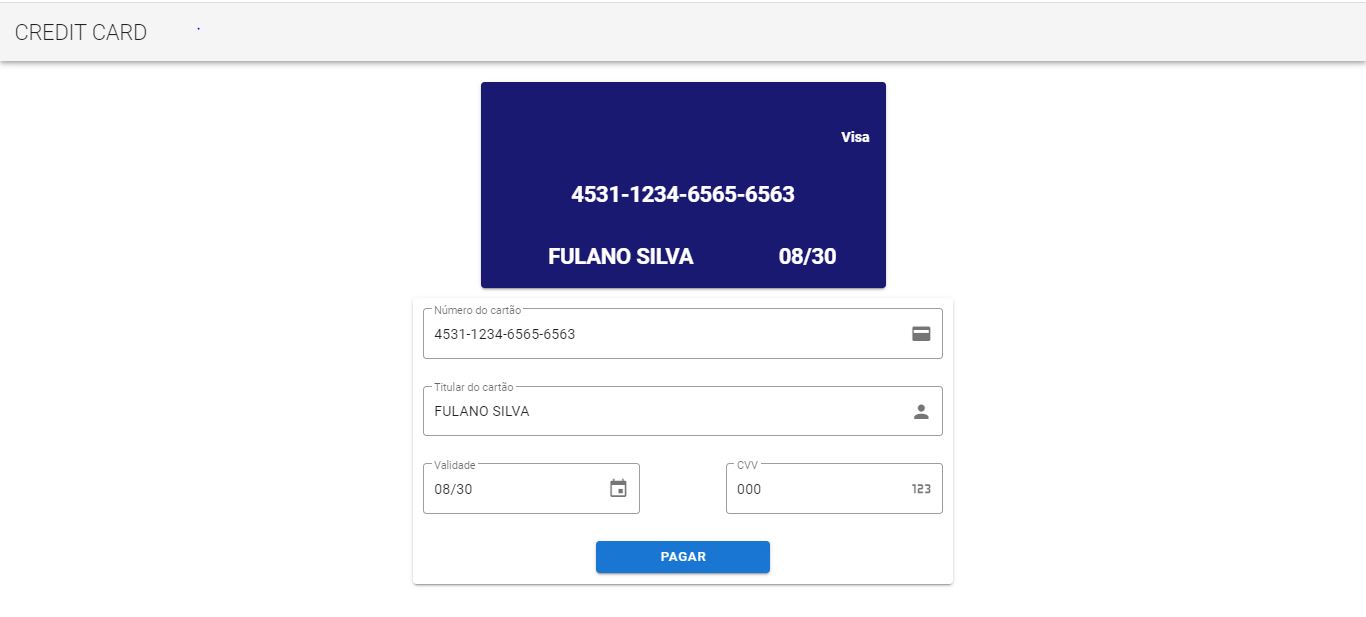 CREDIT CARD
Visa
4531-1234-6565-6563
FULANO SILVA 08/30
Número do cartão
4531-1234-6565-6563
Titular do cartão
FULANO SILVA
Validade CVV
08/30 000 123
PAGAR